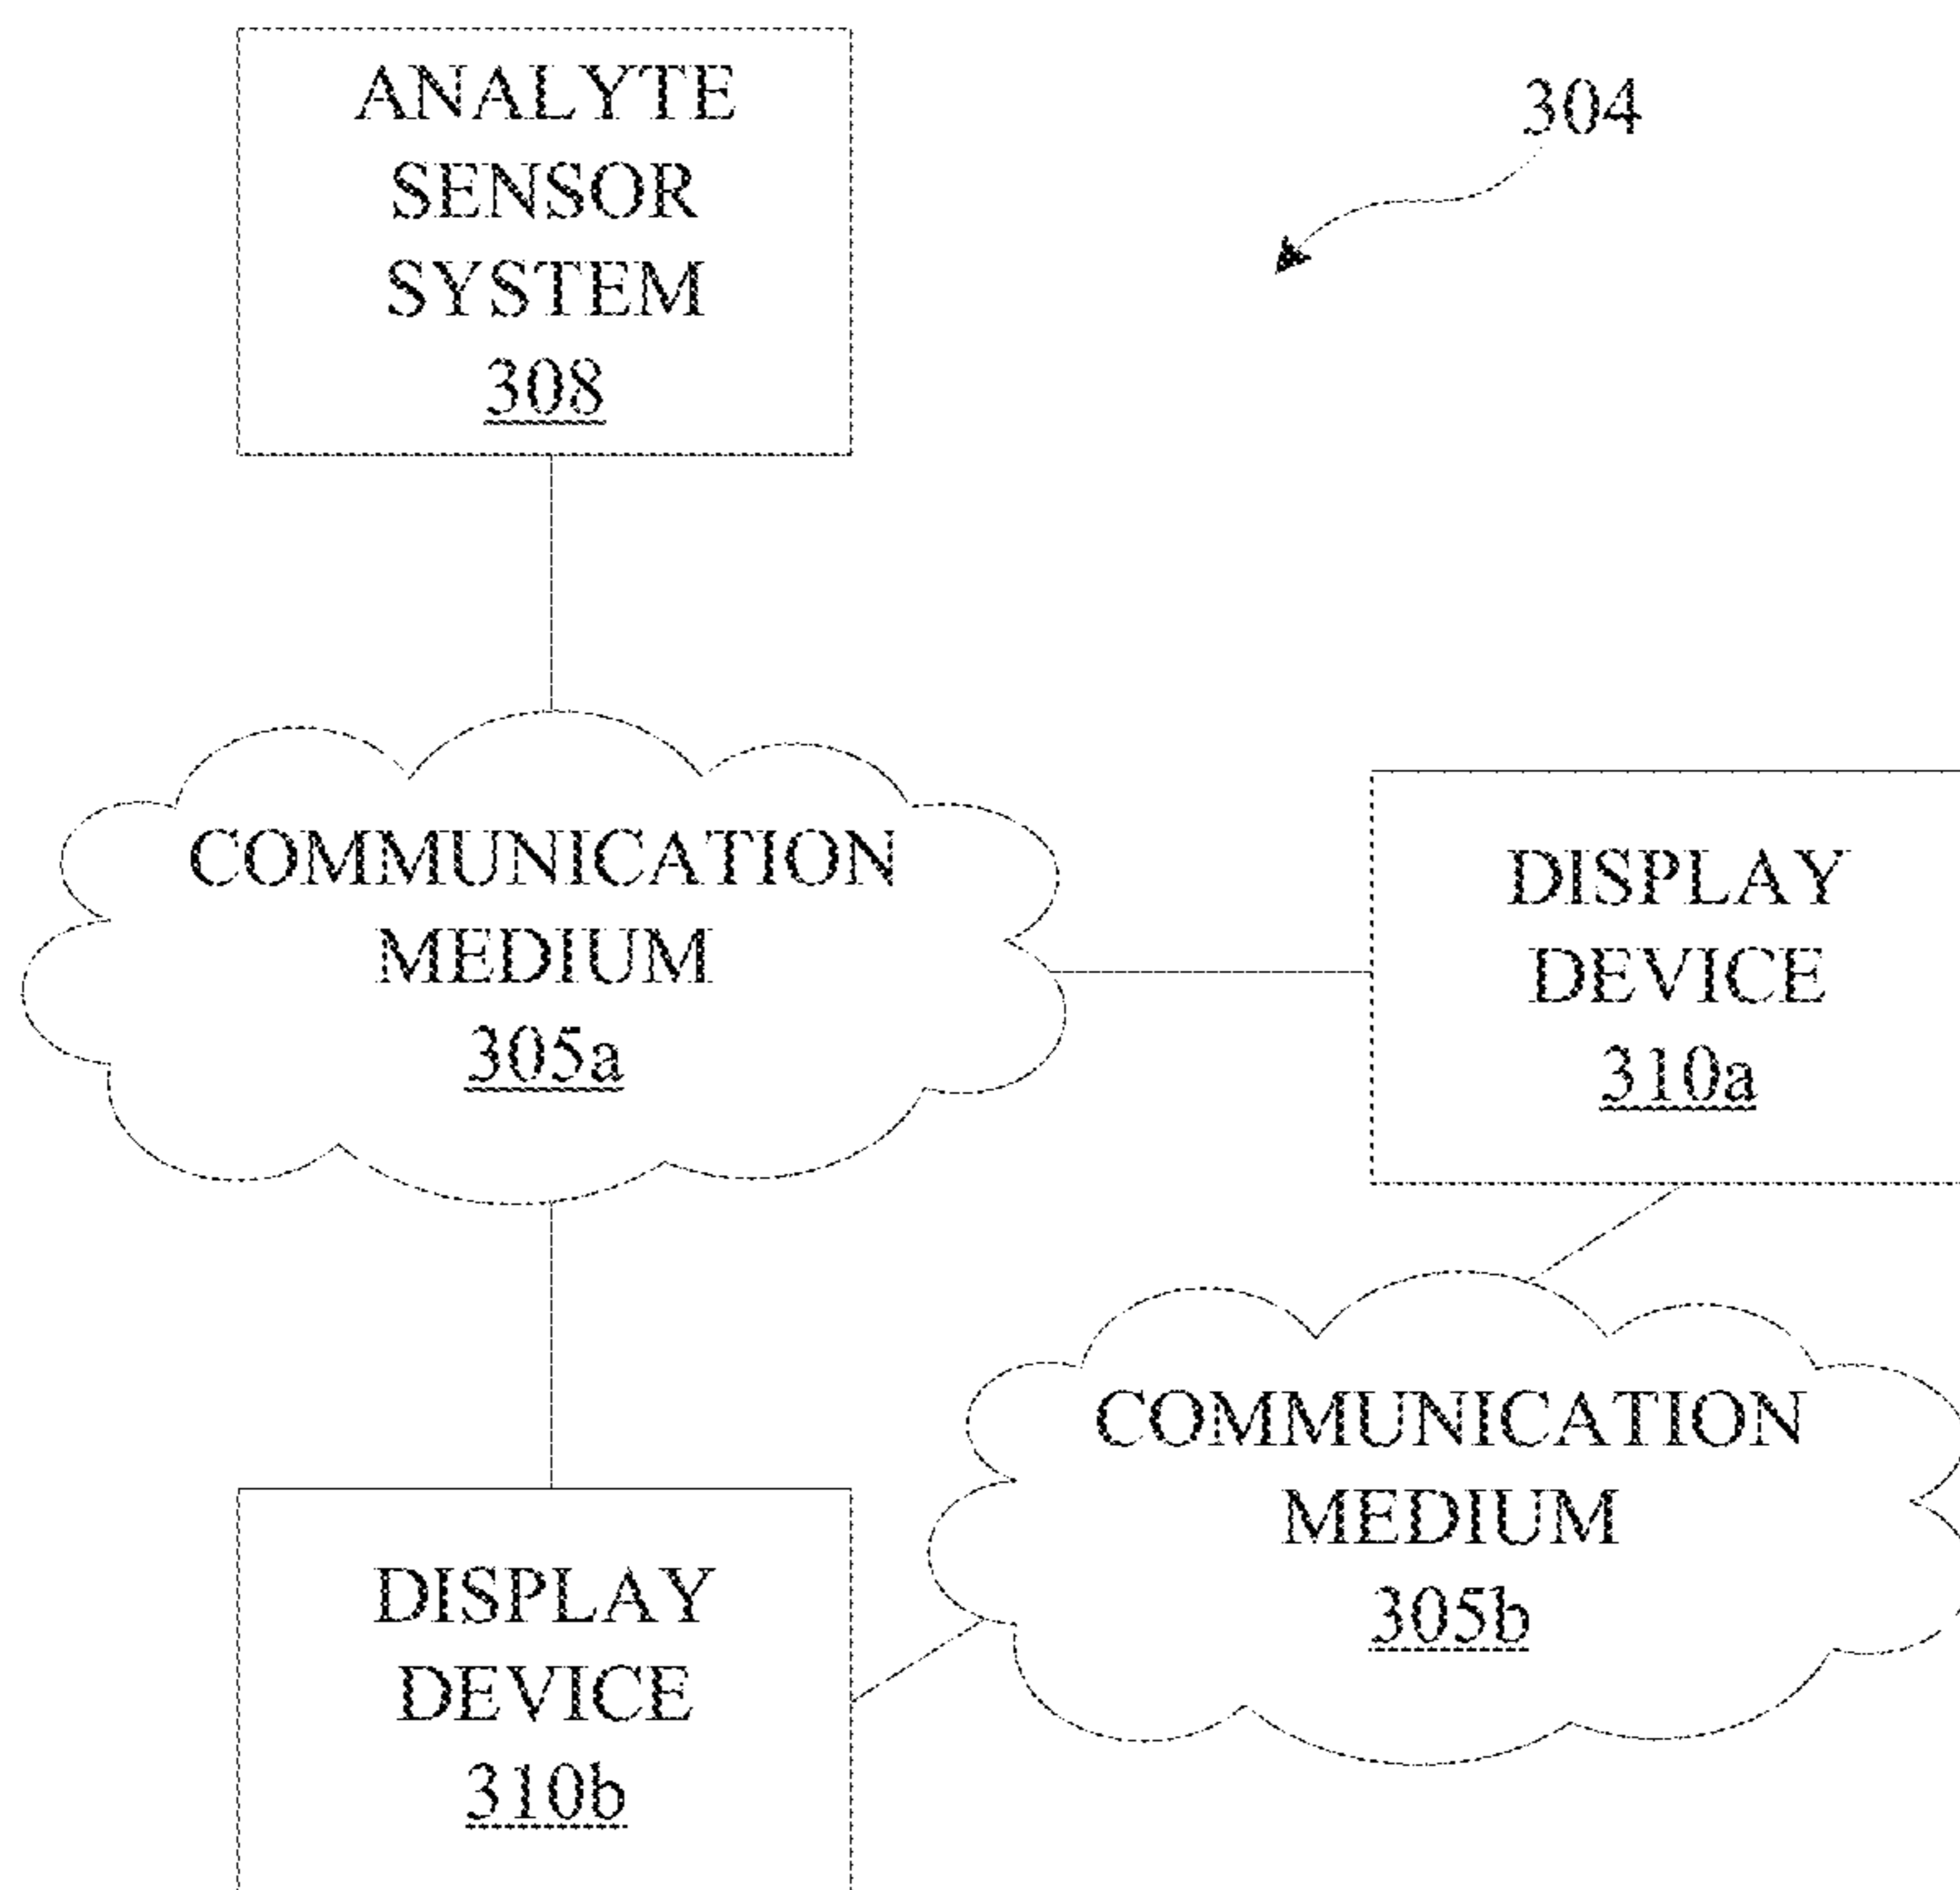 ANALYTE
SENSOR
SYSTEM
308
304
COMMUNICATION
MEDIUM
305a
DISPLAY
DEVICE
310a
COMMUNICATION
MEDIUM
305b
DISPLAY
DEVICE
310b